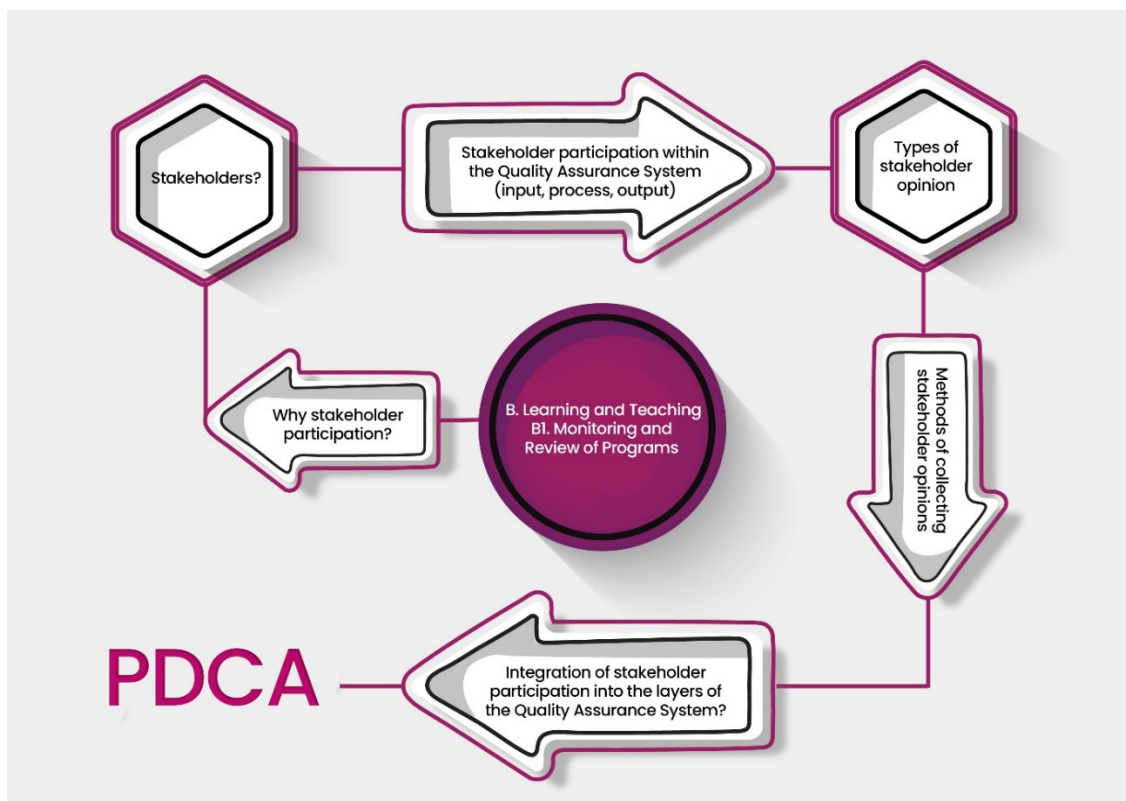 Stakeholders?
Stakeholder participation within
the Quality Assurance System
(input, process, output)
Types of
stakeholder
opinion
Why stakeholder
participation?
B. Learning and Teaching
B1. Monitoring and
Review of Programs
Methods of collecting
stakeholder opinions
PDCA
Integration of stakeholder
participation into the layers of
the Quality Assurance System?